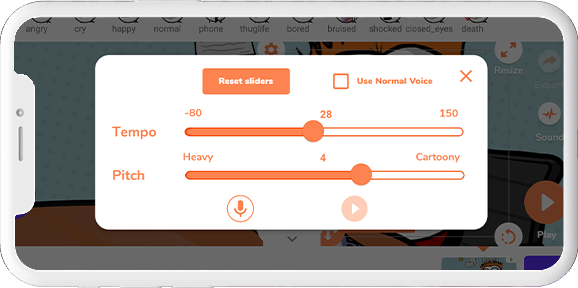 angry cry happy normal phone thuglife bored bruised shocked closed_eyes death
Resize
Export
Reset sliders
Use Normal Voice
-80 28 150
Tempo
Sound
Heavy 4 Cartoony
Pitch
Play